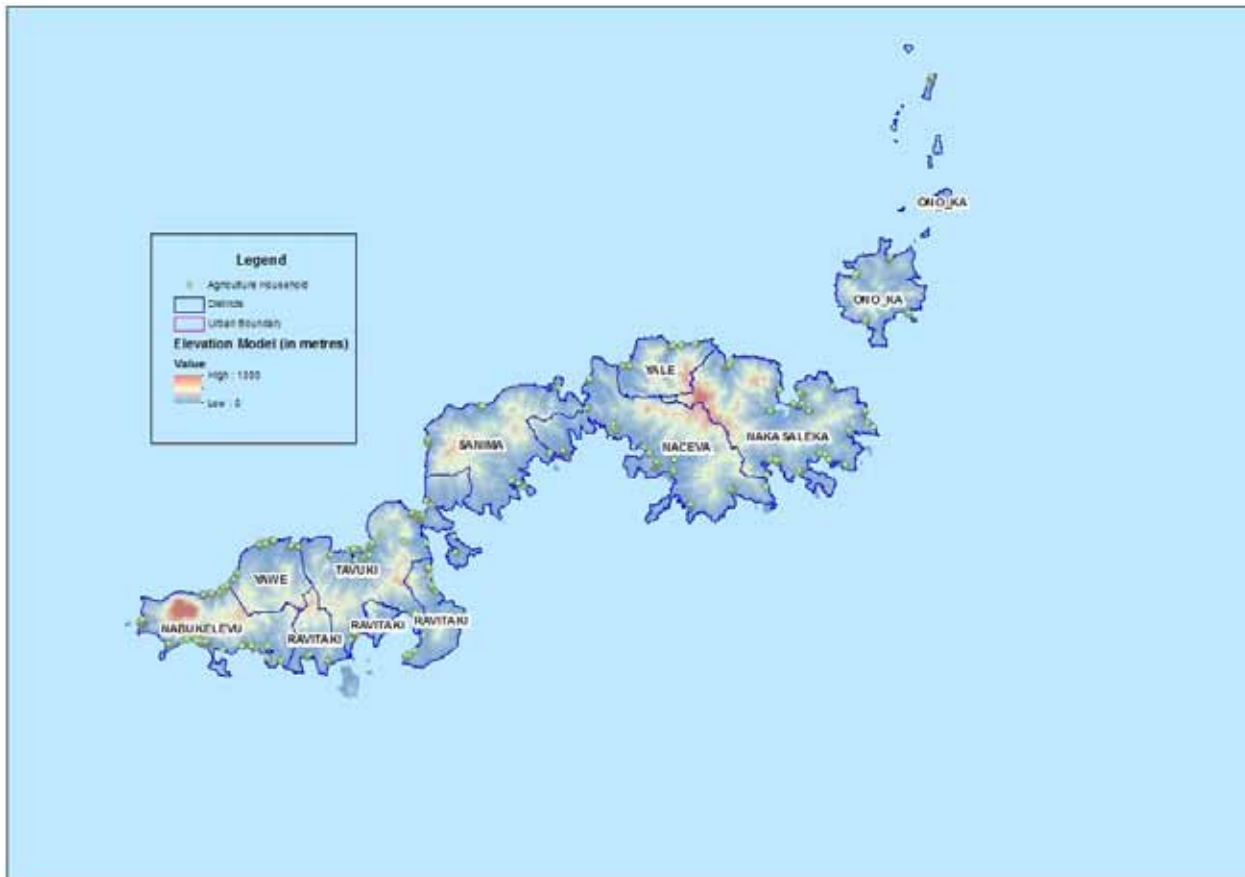 ONO_KA
Legend
Agriculture Household
Districts
Urban Boundary
Elevation Model (in metres)
Value
High : 1000
Low : 0
ONO_KA
YALE
SANIMA
NACEVA
NAKASALEKA
YAWE
TAVUKI
NABUKELEVU
RAVITAKI
RAVITAKI
RAVITAKI